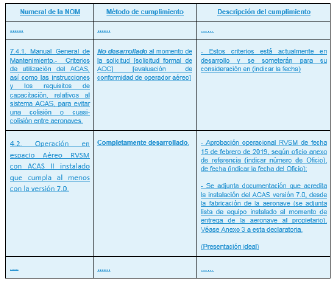 Numeral de la NOM
Método de cumplimiento
Descripción del cumplimiento
......
......
......
7.4.1. Manual General de
Mantenimiento.- Criterios
de utilización del ACAS,
así como las instrucciones
y los requisitos de
capacitación, relativos al
sistema ACAS, para evitar
una colisión o cuasi-
colisión entre aeronaves.
No desarrollado al momento de
la solicitud [solicitud formal de
AOC] [evaluación de
conformidad de operador aéreo)
- Estos criterios está actualmente en
desarrollo y se someterán para su
consideración en (indicar la fecha)
4.2. Operación en
espacio Aéreo RVSM
con ACAS II instalado
que cumpla al menos
con la versión 7.0.
Completamente desarrollado.
- Aprobación operacional RVSM de fecha
15 de febrero de 2019, según oficio anexo
de referencia (indicar número de Oficio),
de fecha (indicar la fecha del Oficio);
- Se adjunta documentación que acredita
la instalación del ACAS versión 7.0, desde
la fabricación de la aeronave (se adjunta
lista de equipo instalado al momento de
entrega de la aeronave al propietario).
Véase Anexo 3 a esta declaratoria.
(Presentación ideal)
....
......
......